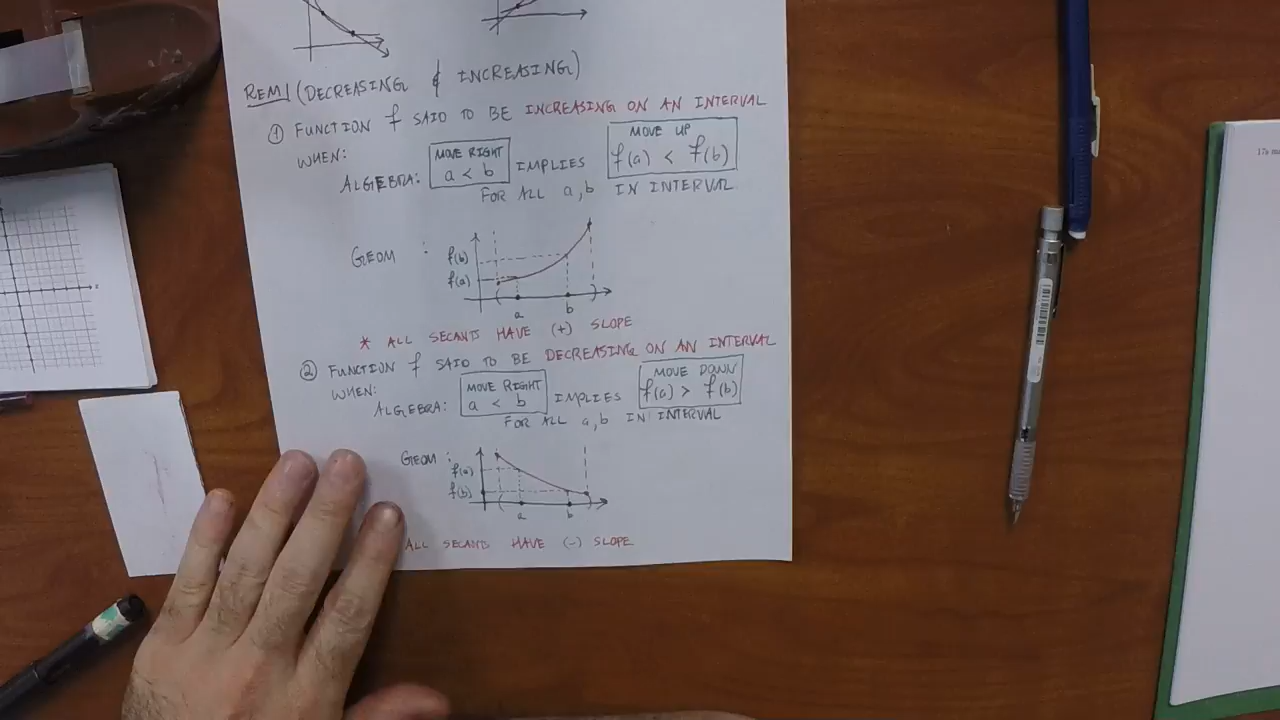 REM (DECREASING & INCREASING)
① FUNCTION f SAID TO BE INCREASING ON AN INTERVAL
WHEN:
MOVE RIGHT
MOVE UP
ALGEBRA: a < b IMPLIES f(a) < f(b)
FOR ALL a, b IN INTERVAL
GEOM :
f(b)
f(a)
a b
* ALL SECANTS HAVE (+) SLOPE
② FUNCTION f SAID TO BE DECREASING ON AN INTERVAL
WHEN:
MOVE RIGHT
MOVE DOWN
ALGEBRA: a < b IMPLIES f(a) > f(b)
FOR ALL a, b IN INTERVAL
GEOM :
f(a)
f(b)
a b
ALL SECANTS HAVE (-) SLOPE